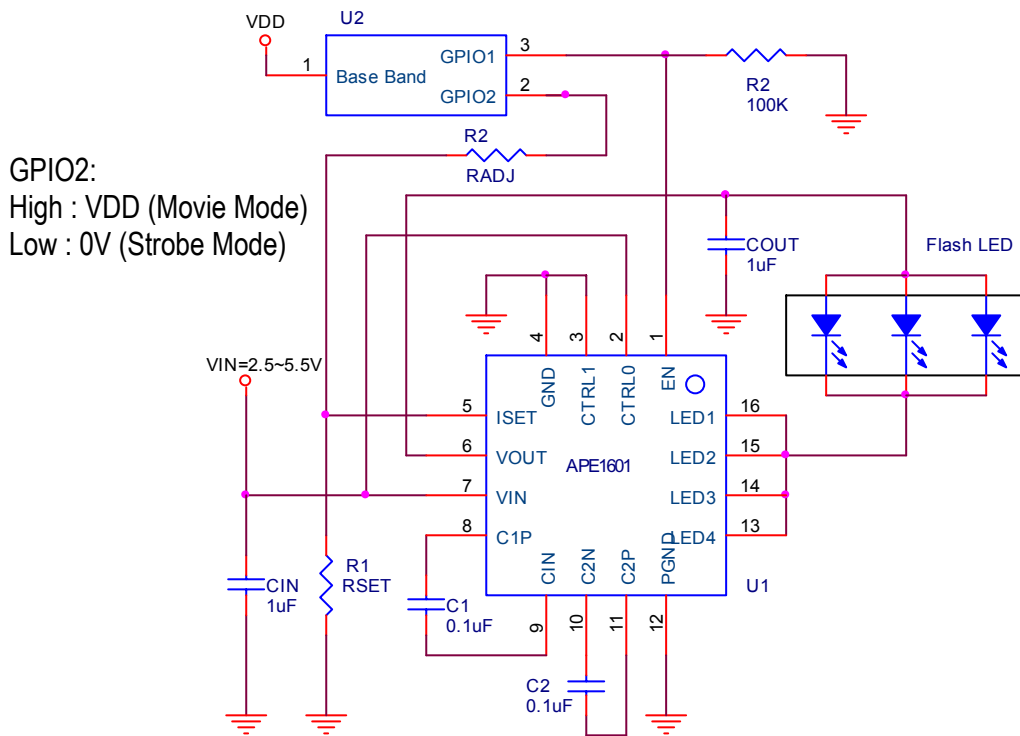 VDD
U2
1
Base Band
GPIO1
3
GPIO2
2
R2
100K
R2
RADJ
GPIO2:
High : VDD (Movie Mode)
Low : 0V (Strobe Mode)
COUT
1uF
Flash LED
VIN=2.5~5.5V
4
3
2
1
GND
CTRL1
CTRL0
EN
5
ISET
6
VOUT
7
VIN
8
C1P
APE1601
LED1
16
LED2
15
LED3
14
LED4
13
CIN
C2N
C2P
PGND
9
10
11
12
U1
CIN
1uF
R1
RSET
C1
0.1uF
C2
0.1uF